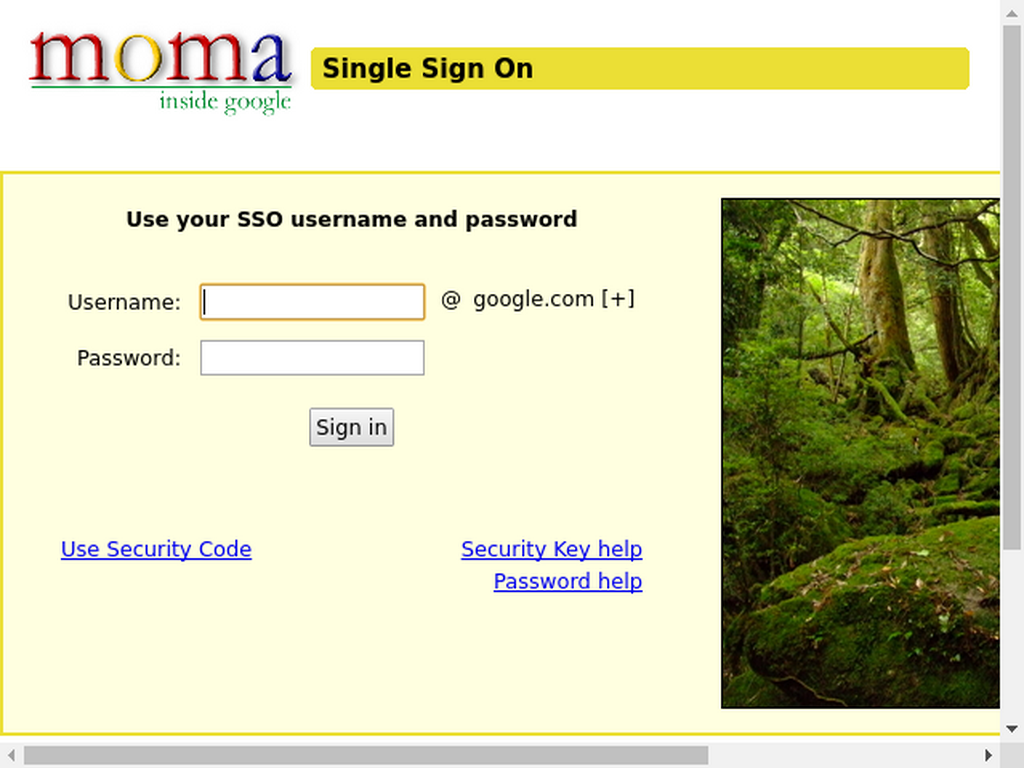 moma
inside google
Single Sign On
Use your SSO username and password
Username: @ google.com [+]
Password:
Sign in
Use Security Code Security Key help
Password help